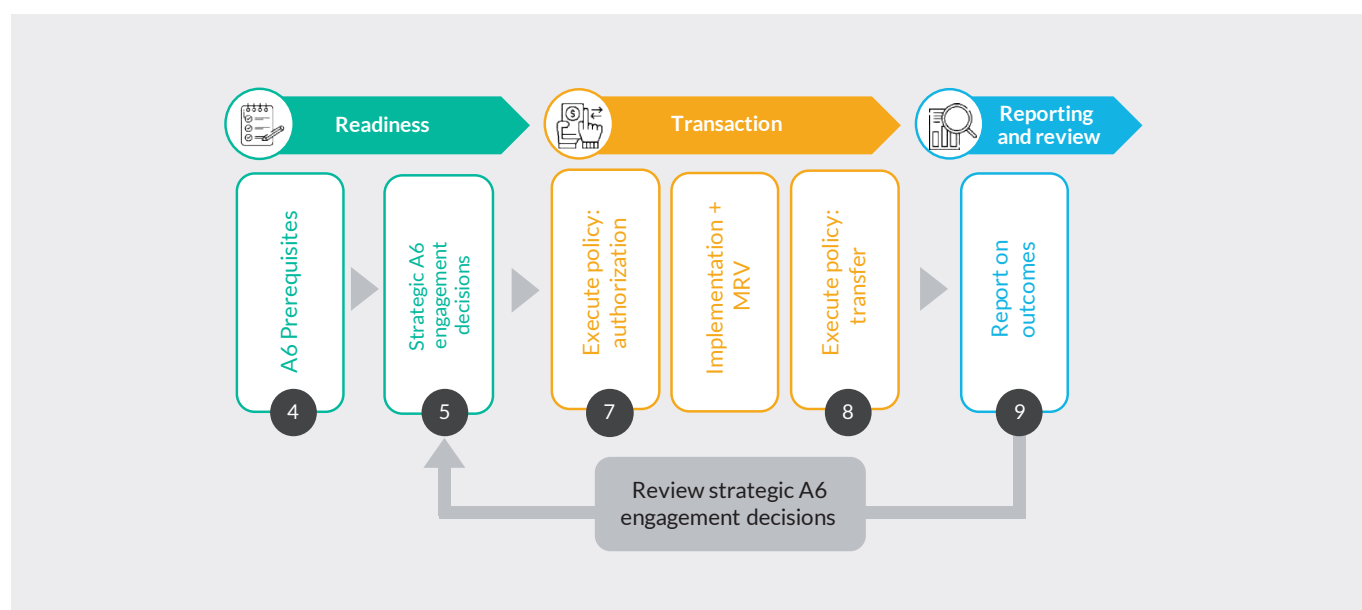 Readiness
Transaction
Reporting
and review
A6 Prerequisites
4
Strategic A6
engagement
decisions
5
Execute policy:
authorization
7
Implementation +
MRV
Execute policy:
transfer
8
Report on
outcomes
9
Review strategic A6
engagement decisions